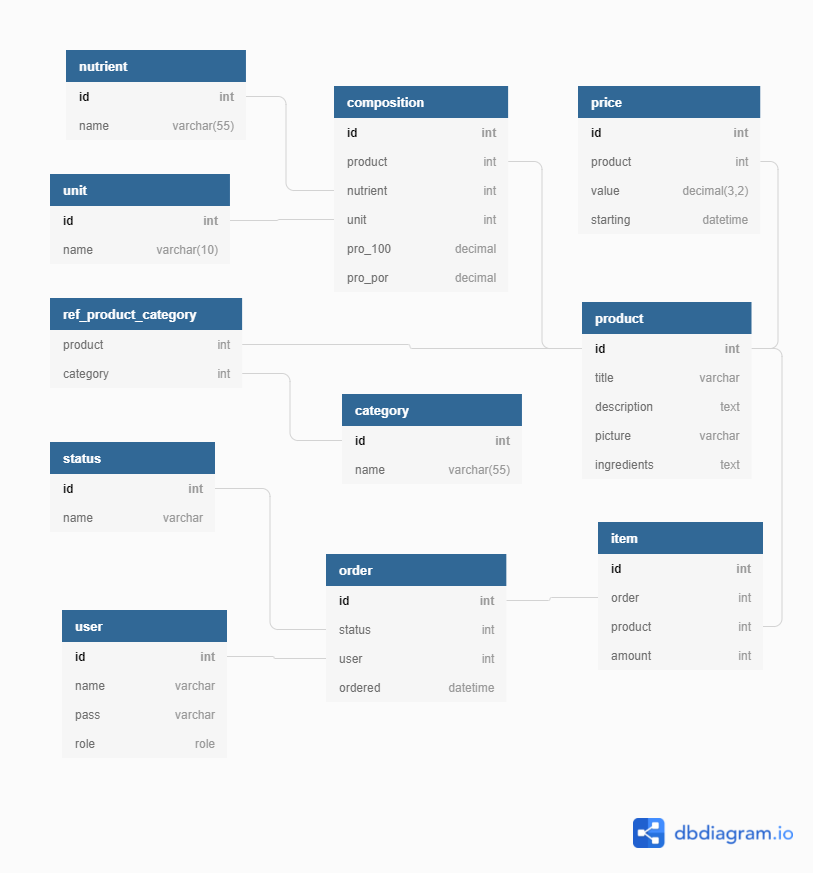 nutrient
id int
name varchar(55)
unit
id int
name varchar(10)
composition
id int
product int
nutrient int
unit int
pro_100 decimal
pro_por decimal
price
id int
product int
value decimal(3,2)
starting datetime
ref_product_category
product int
category int
product
id int
title varchar
description text
picture varchar
ingredients text
category
id int
name varchar(55)
status
id int
name varchar
order
id int
status int
user int
ordered datetime
item
id int
order int
product int
amount int
user
id int
name varchar
pass varchar
role role
dbdiagram.io